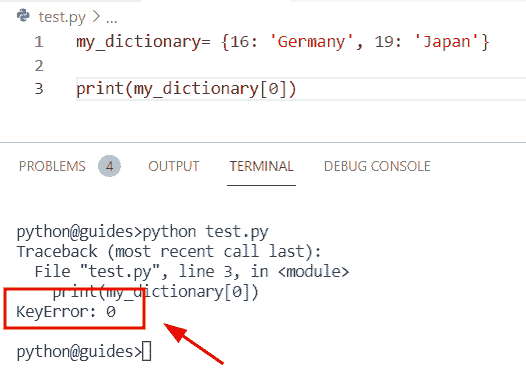 test.py > ...
1 my_dictionary= {16: 'Germany', 19: 'Japan'}
2
3 print(my_dictionary[0])
PROBLEMS 4 OUTPUT TERMINAL DEBUG CONSOLE
python@guides>python test.py
Traceback (most recent call last):
  File "test.py", line 3, in <module>
    print(my_dictionary[0])
KeyError: 0
python@guides>